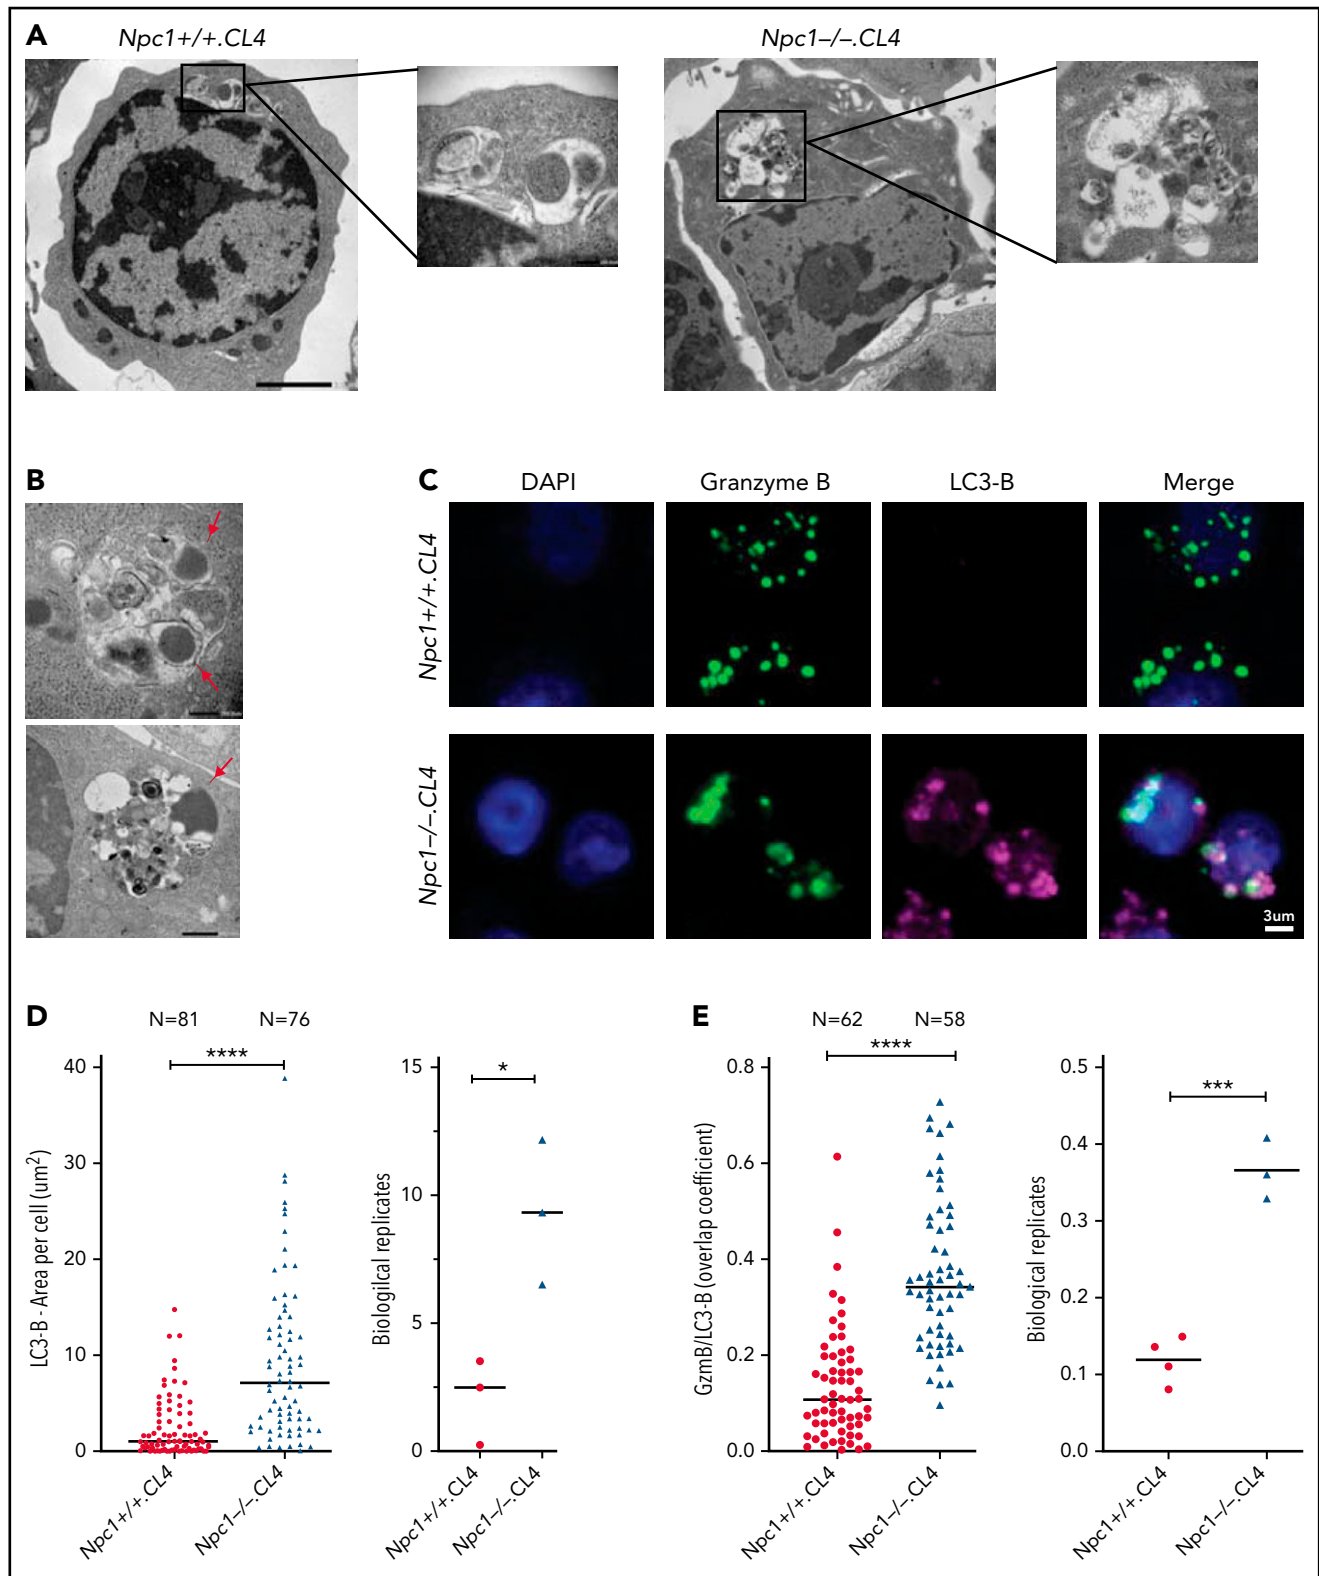 A
Npc1+/+.CL4
Npc1–/–.CL4
B
C
DAPI
Granzyme B
LC3-B
Merge
Npc1+/+.CL4
Npc1–/–.CL4
3um
D
N=81
N=76
****
40
30
20
10
0
LC3-B - Area per cell (um²)
Npc1+/+.CL4
Npc1–/–.CL4
*
15
10
5
0
Biologilcal replicates
Npc1+/+.CL4
Npc1–/–.CL4
E
N=62
N=58
****
0.8
0.6
0.4
0.2
0.0
GzmB/LC3-B (overlap coefficient)
Npc1+/+.CL4
Npc1–/–.CL4
***
0.5
0.4
0.3
0.2
0.1
0.0
Biological replicates
Npc1+/+.CL4
Npc1–/–.CL4